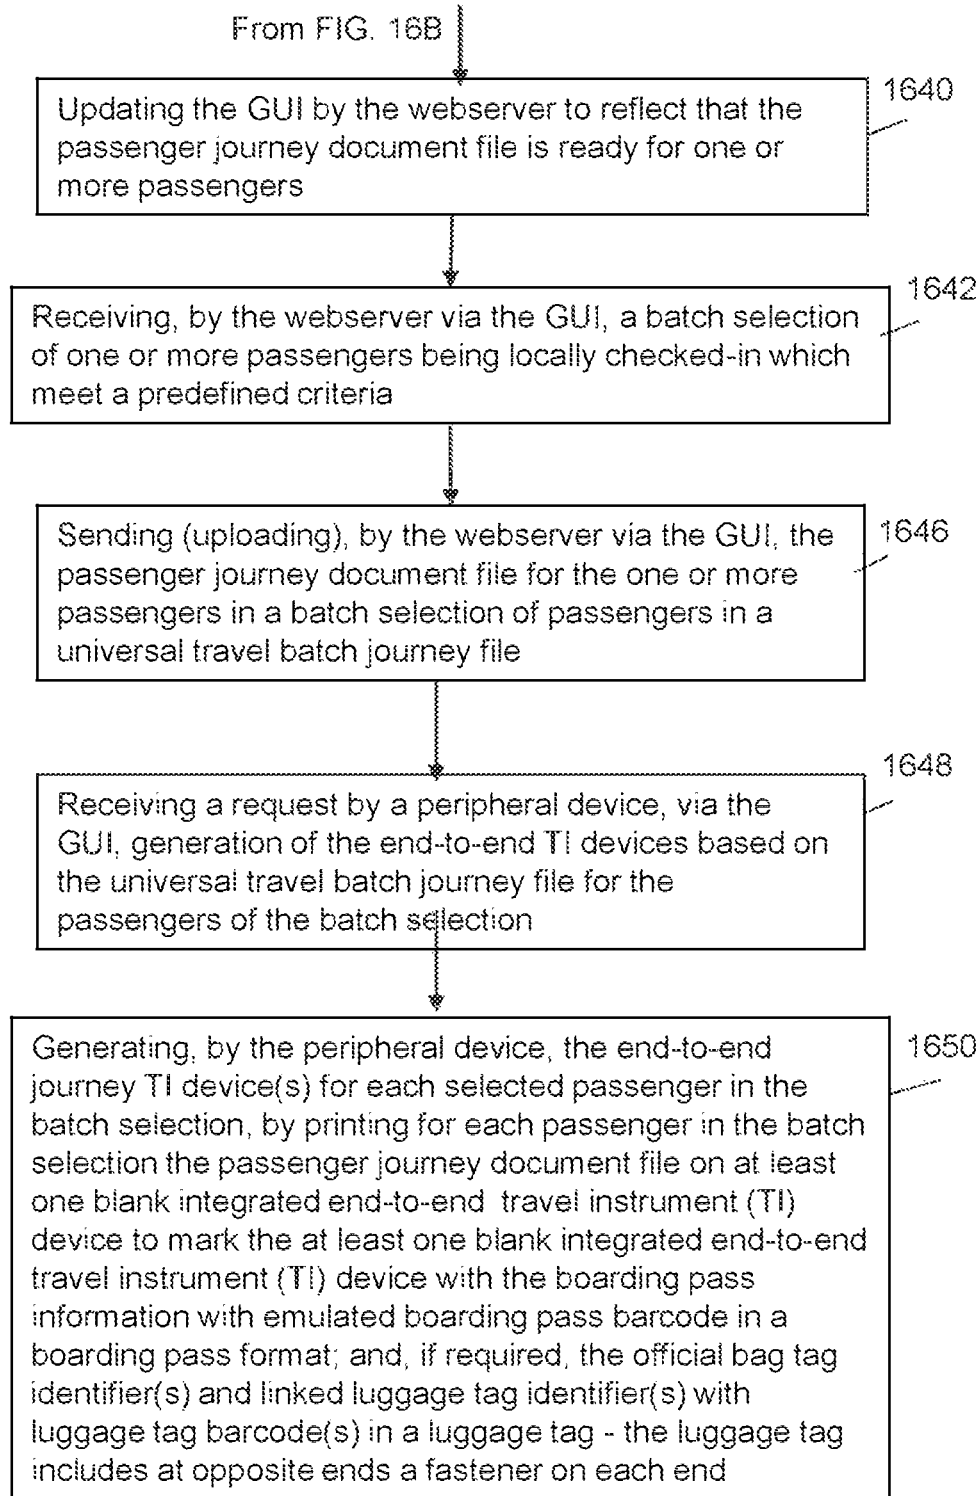 From FIG. 16B
1640
Updating the GUI by the webserver to reflect that the
passenger journey document file is ready for one or
more passengers
1642
Receiving, by the webserver via the GUI, a batch selection
of one or more passengers being locally checked-in which
meet a predefined criteria
1646
Sending (uploading), by the webserver via the GUI, the
passenger journey document file for the one or more
passengers in a batch selection of passengers in a
universal travel batch journey file
1648
Receiving a request by a peripheral device, via the
GUI, generation of the end-to-end TI devices based on
the universal travel batch journey file for the
passengers of the batch selection
1650
Generating, by the peripheral device, the end-to-end
journey TI device(s) for each selected passenger in the
batch selection, by printing for each passenger in the batch
selection the passenger journey document file on at least
one blank integrated end-to-end travel instrument (TI)
device to mark the at least one blank integrated end-to-end
travel instrument (TI) device with the boarding pass
information with emulated boarding pass barcode in a
boarding pass format; and, if required, the official bag tag
identifier(s) and linked luggage tag identifier(s) with
luggage tag barcode(s) in a luggage tag - the luggage tag
includes at opposite ends a fastener on each end